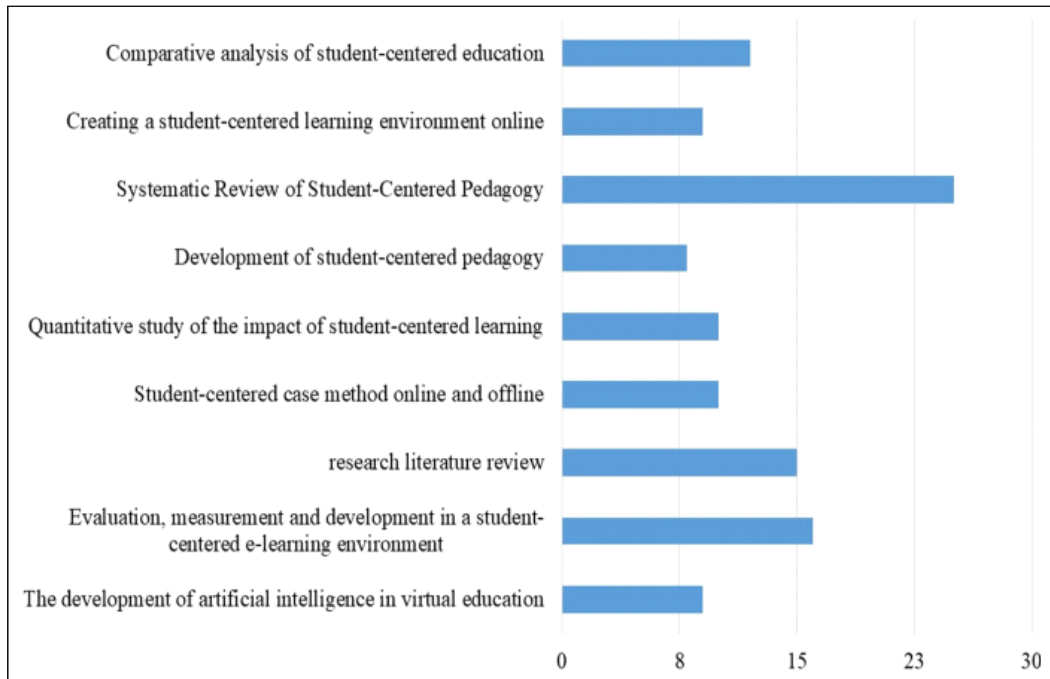 Comparative analysis of student-centered education
Creating a student-centered learning environment online
Systematic Review of Student-Centered Pedagogy
Development of student-centered pedagogy
Quantitative study of the impact of student-centered learning
Student-centered case method online and offline
research literature review
Evaluation, measurement and development in a student-
centered e-learning environment
The development of artificial intelligence in virtual education
0 8 15 23 30